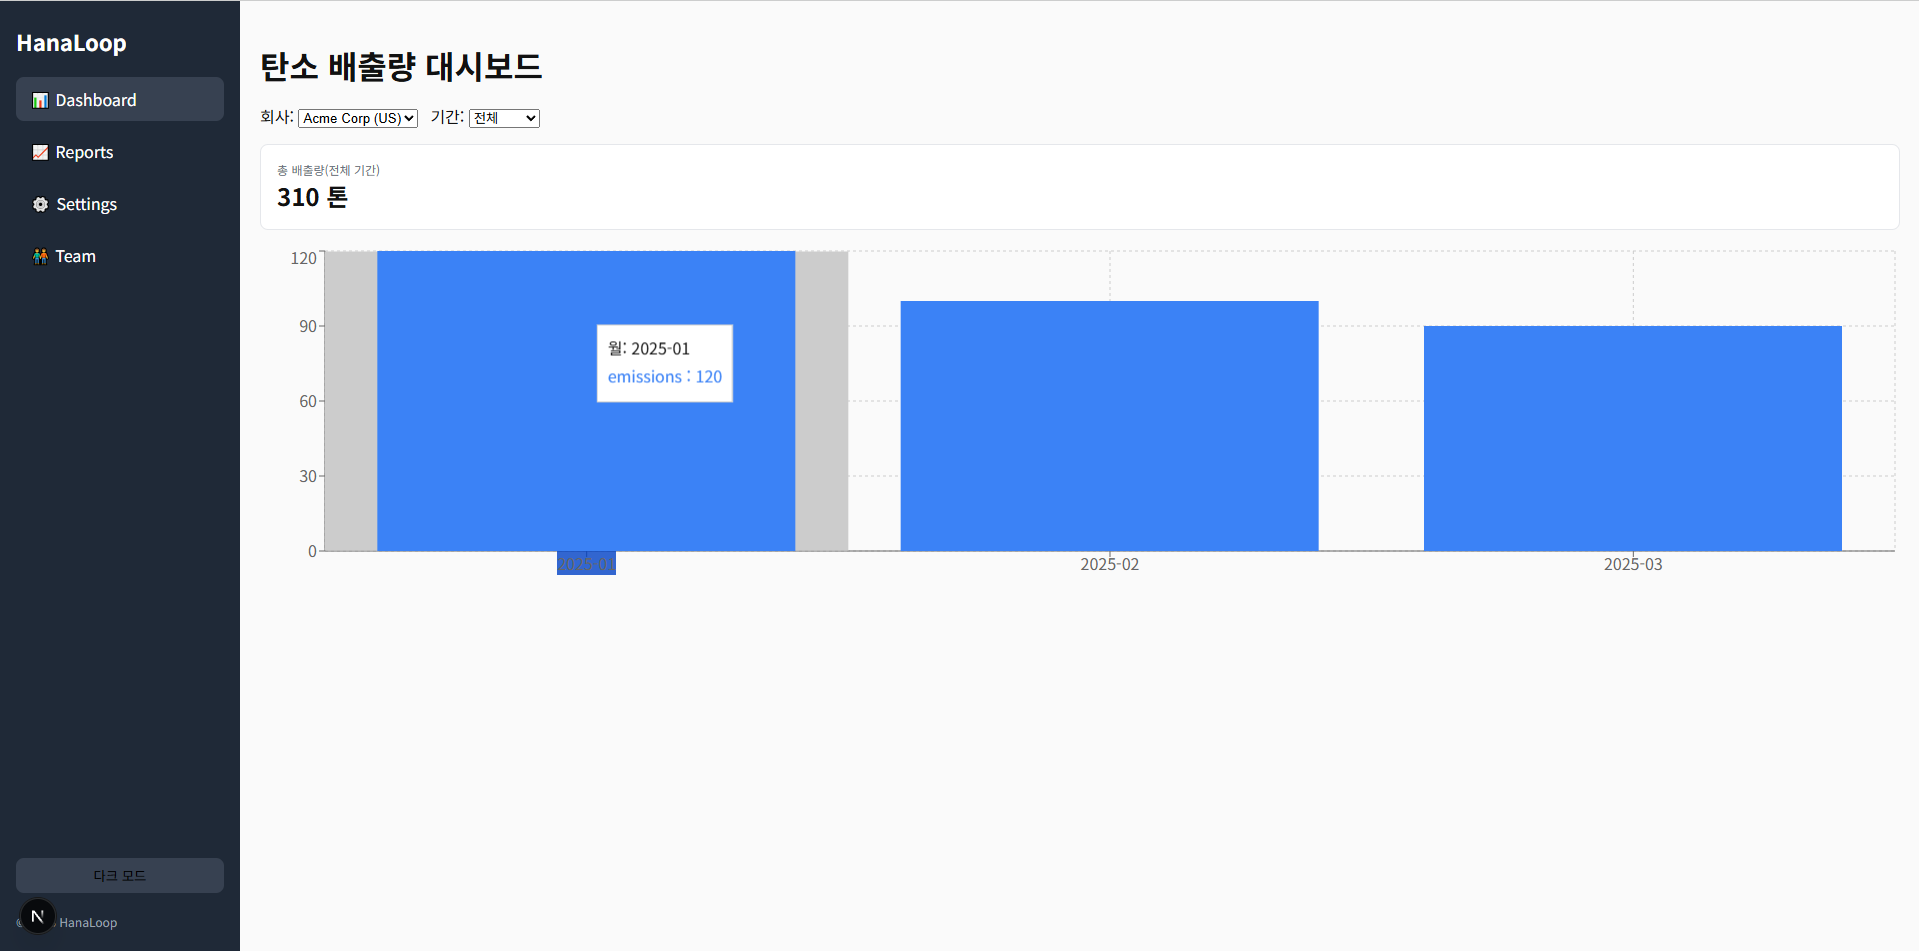 HanaLoop
Dashboard
Reports
Settings
Team
다크 모드
HanaLoop
탄소 배출량 대시보드
회사: Acme Corp (US) 기간: 전체
총 배출량(전체 기간)
310 톤
120
90
60
30
0
월: 2025-01
emissions : 120
2025-01
2025-02
2025-03
N